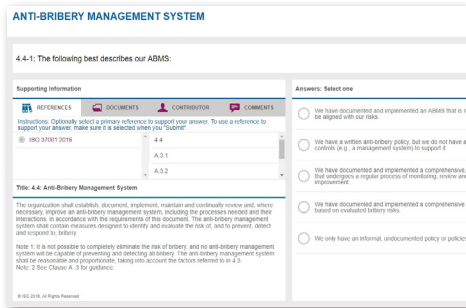 ANTI-BRIBERY MANAGEMENT SYSTEM
4.4-1: The following best describes our ABMS:
Supporting Information
REFERENCES
DOCUMENTS
CONTRIBUTOR
COMMENTS
Instructions: Optionally select a primary reference to support your answer. To use a reference to
support your answer, make sure it is selected when you "Submit".
ISO 37001:2016
4.4
A.3.1
A.3.2
Title: 4.4: Anti-Bribery Management System
The organization shall establish, document, implement, maintain and continually review and, where
necessary, improve an anti-bribery management system, including the processes needed and their
interactions, in accordance with the requirements of this document. The anti-bribery management
system shall contain measures designed to identify and evaluate the risk of, and to prevent, detect
and respond to, bribery.
Note 1: It is not possible to completely eliminate the risk of bribery, and no anti-bribery management
system will be capable of preventing and detecting all bribery. The anti-bribery management system
shall be reasonable and proportionate, taking into account the factors referred to in 4.3.
Note: 2 See Clause A .3 for guidance.
© ISO 2016, All Rights Reserved
Answers: Select one
We have documented and implemented an ABMS that is
be aligned with our risks.
We have a written anti-bribery policy, but we do not have
controls (e.g., a management system) to support it
We have documented and implemented a comprehensive,
that undergoes a regular process of monitoring, review
improvement
We have documented and implemented a comprehensive
based on evaluated bribery risks.
We only have an informal, undocumented policy or policies